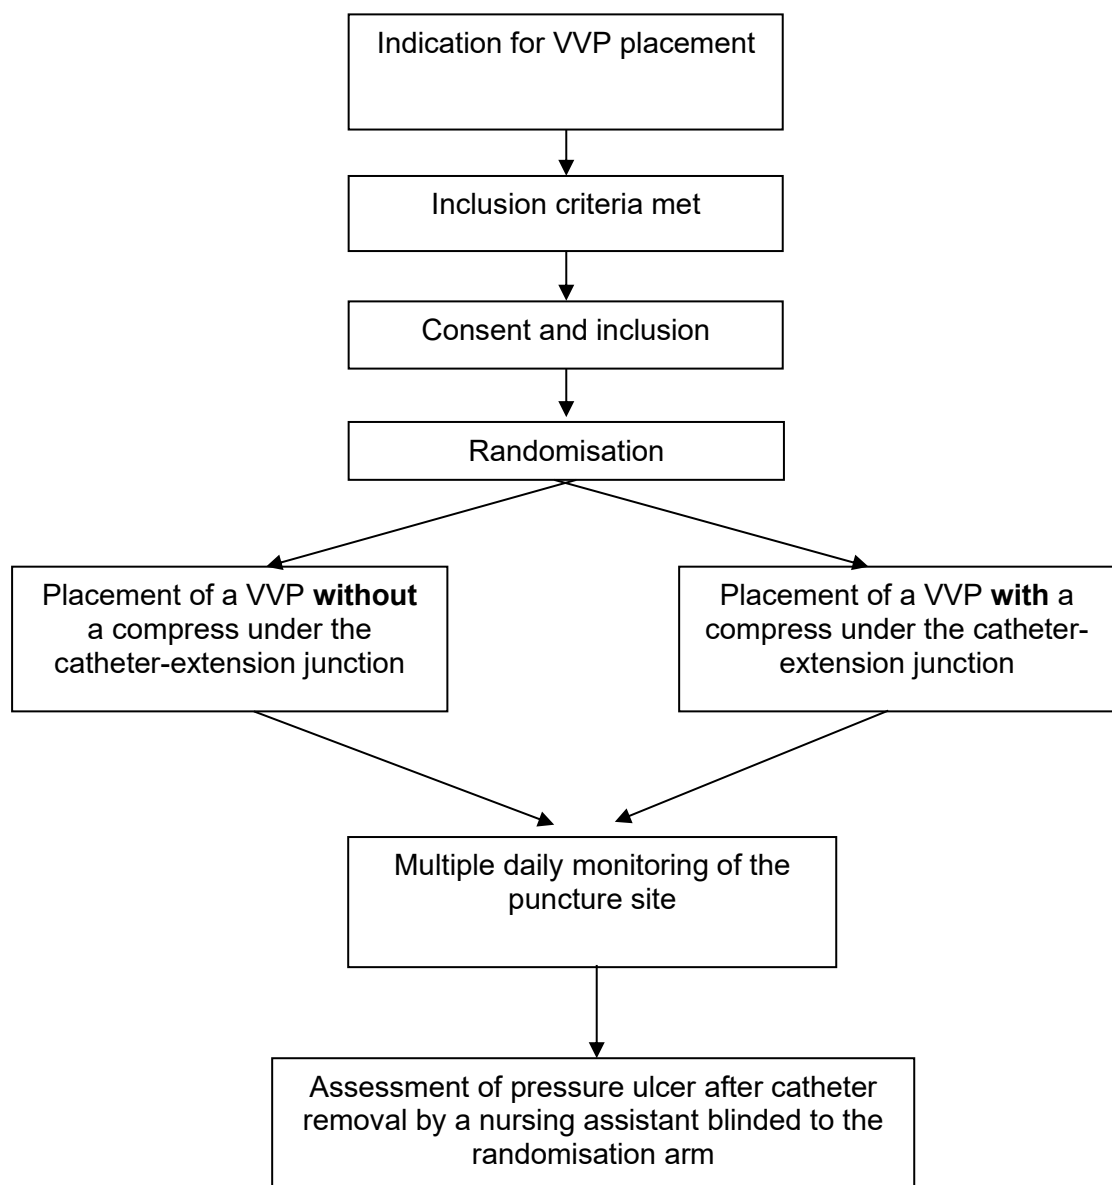 Indication for VVP placement
Inclusion criteria met
Consent and inclusion
Randomisation
Placement of a VVP without
a compress under the
catheter-extension junction
Placement of a VVP with a
compress under the catheter-
extension junction
Multiple daily monitoring of the
puncture site
Assessment of pressure ulcer after catheter
removal by a nursing assistant blinded to the
randomisation arm